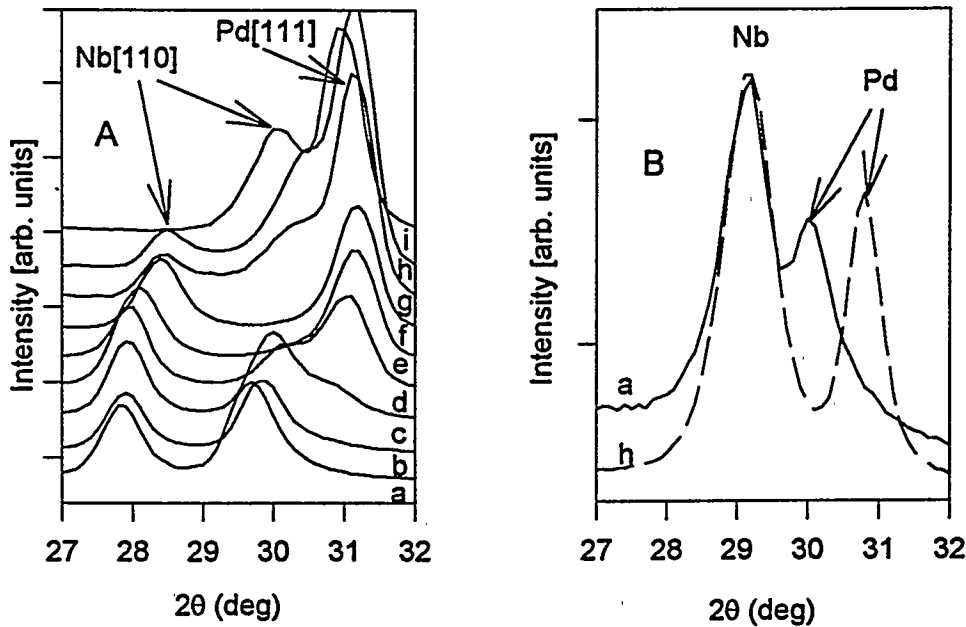 Intensity [arb. units]
Nb[110]
Pd[111]
A
i
h
g
f
e
d
c
b
a
27 28 29 30 31 32
2θ (deg)
Intensity [arb. units]
Nb
Pd
B
a
h
27 28 29 30 31 32
2θ (deg)